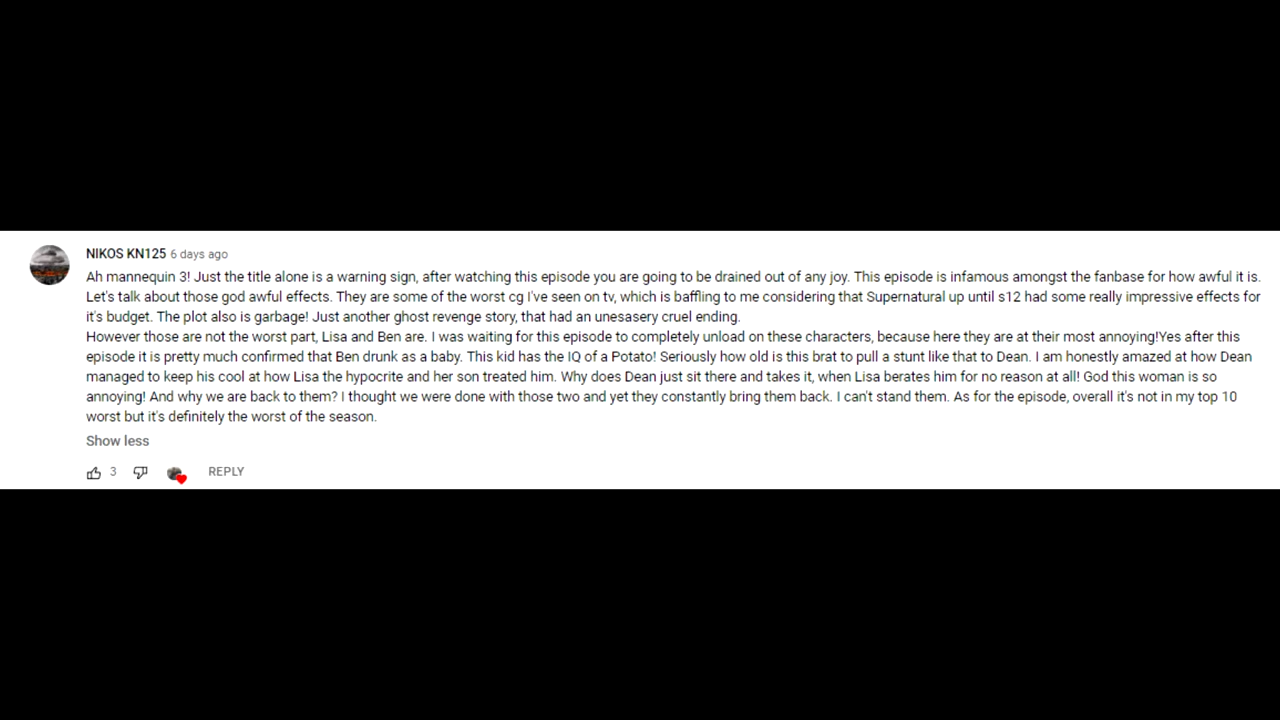 NIKOS KN125 6 days ago
Ah mannequin 3! Just the title alone is a warning sign, after watching this episode you are going to be drained out of any joy. This episode is infamous amongst the fanbase for how awful it is.
Let's talk about those god awful effects. They are some of the worst cg I've seen on tv, which is baffling to me considering that Supernatural up until s12 had some really impressive effects for
it's budget. The plot also is garbage! Just another ghost revenge story, that had an unesasery cruel ending.
However those are not the worst part, Lisa and Ben are. I was waiting for this episode to completely unload on these characters, because here they are at their most annoying!Yes after this
episode it is pretty much confirmed that Ben drunk as a baby. This kid has the IQ of a Potato! Seriously how old is this brat to pull a stunt like that to Dean. I am honestly amazed at how Dean
managed to keep his cool at how Lisa the hypocrite and her son treated him. Why does Dean just sit there and takes it, when Lisa berates him for no reason at all! God this woman is so
annoying! And why we are back to them? I thought we were done with those two and yet they constantly bring them back. I can't stand them. As for the episode, overall it's not in my top 10
worst but it's definitely the worst of the season.
Show less
3 REPLY